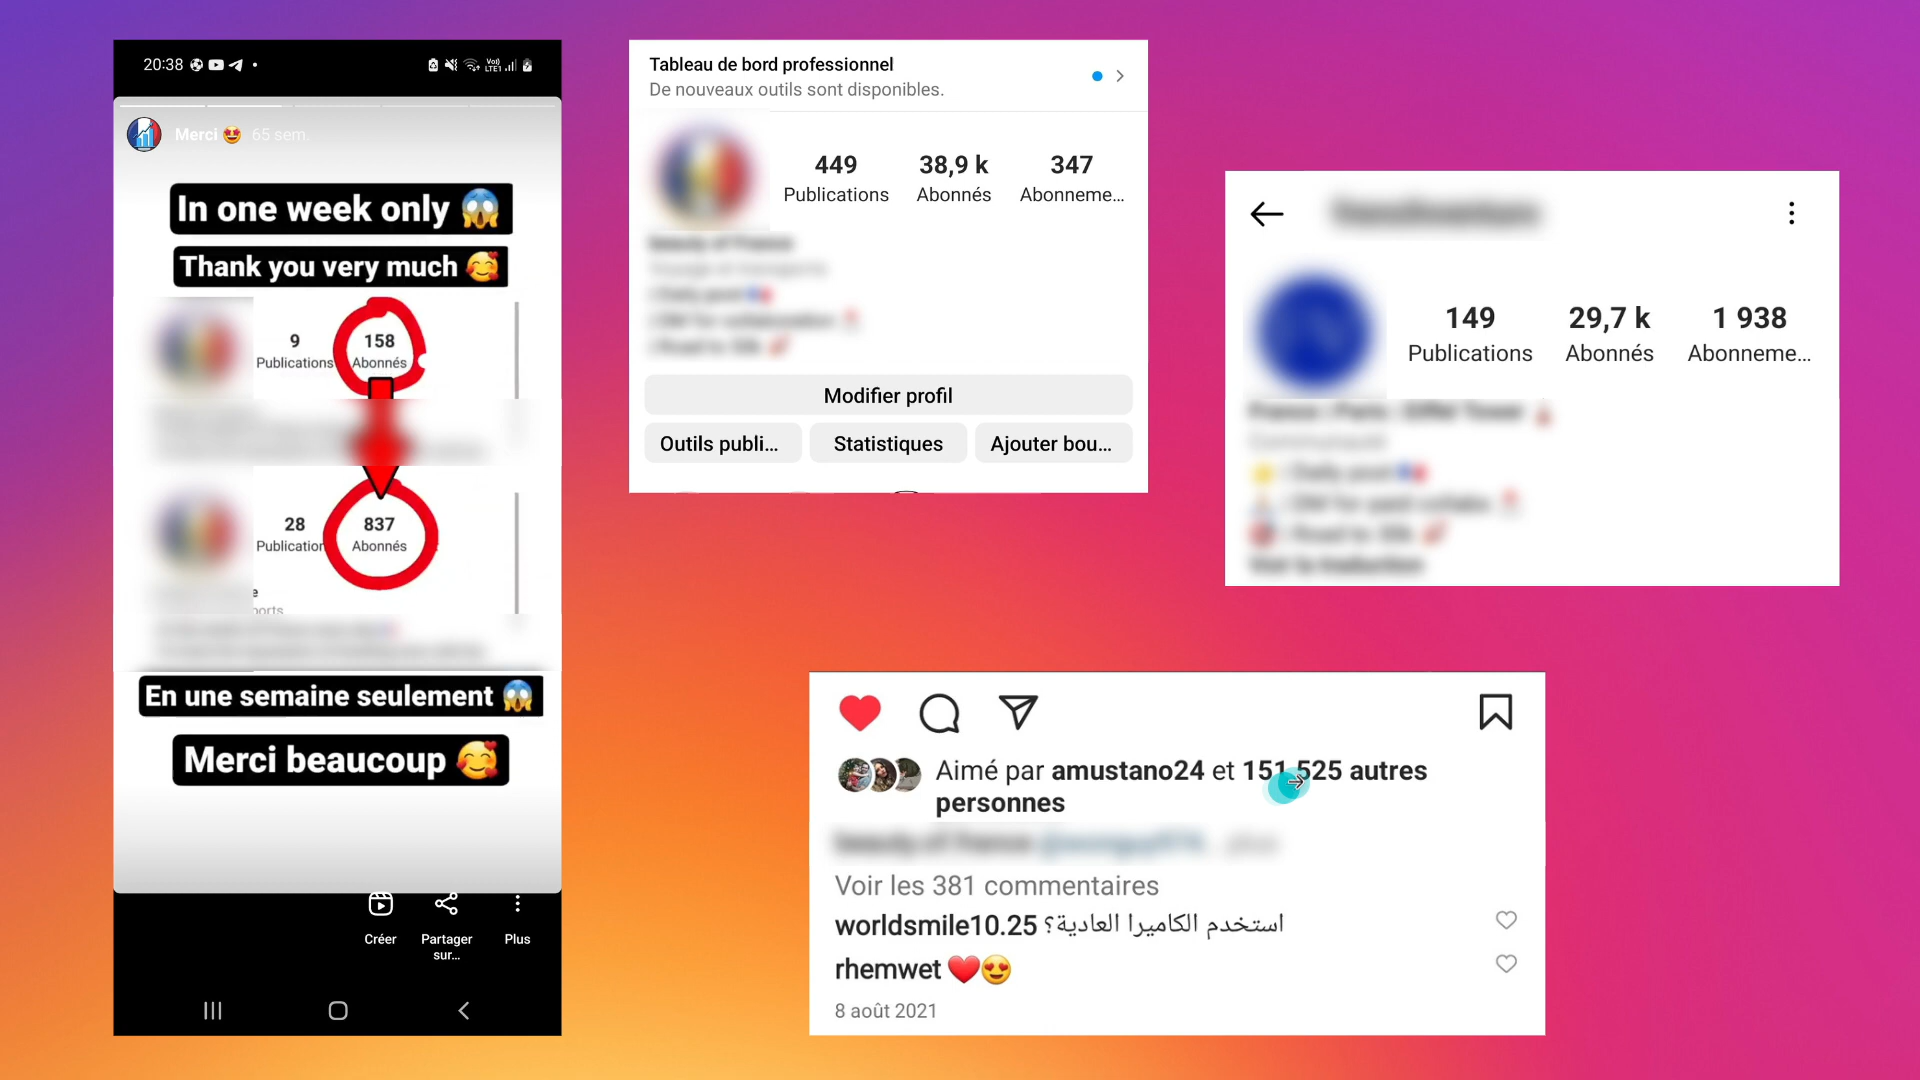 20:38
Merci 🤩 65 sem.
In one week only 😱
Thank you very much 🥰
9
Publications
158
Abonnés
28
Publication
837
Abonnés
En une semaine seulement 😱
Merci beaucoup 🥰
Créer
Partager sur...
Plus
Tableau de bord professionnel
De nouveaux outils sont disponibles.
449
Publications
38,9 k
Abonnés
347
Abonneme...
Modifier profil
Outils publi...
Statistiques
Ajouter bou...
149
Publications
29,7 k
Abonnés
1 938
Abonneme...
Aimé par amustano24 et 151 525 autres
personnes
Voir les 381 commentaires
worldsmile10.25 استخدم الكاميرا العادية؟
rhemwet ❤️😍
8 août 2021